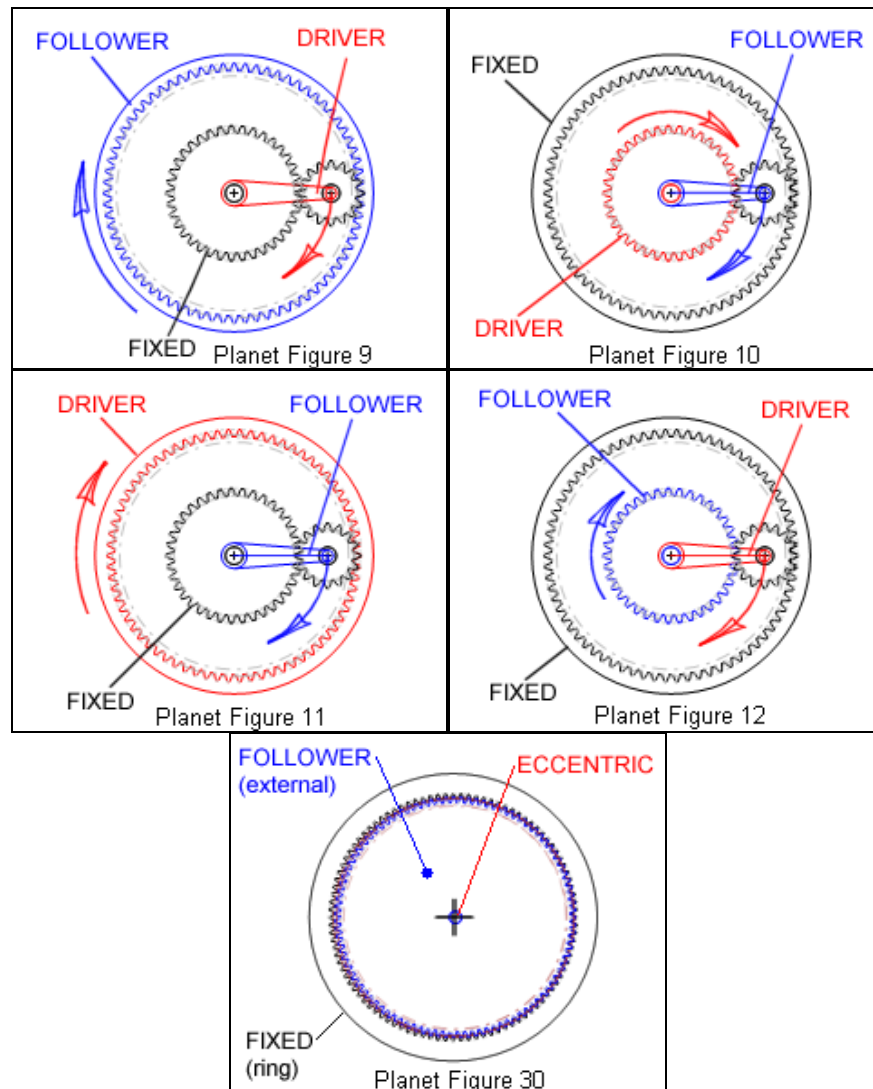 FOLLOWER
DRIVER
FIXED
Planet Figure 9
FOLLOWER
FIXED
DRIVER
Planet Figure 10
DRIVER
FOLLOWER
FIXED
Planet Figure 11
FOLLOWER
DRIVER
FIXED
Planet Figure 12
FOLLOWER
(external)
ECCENTRIC
FIXED
(ring)
Planet Figure 30